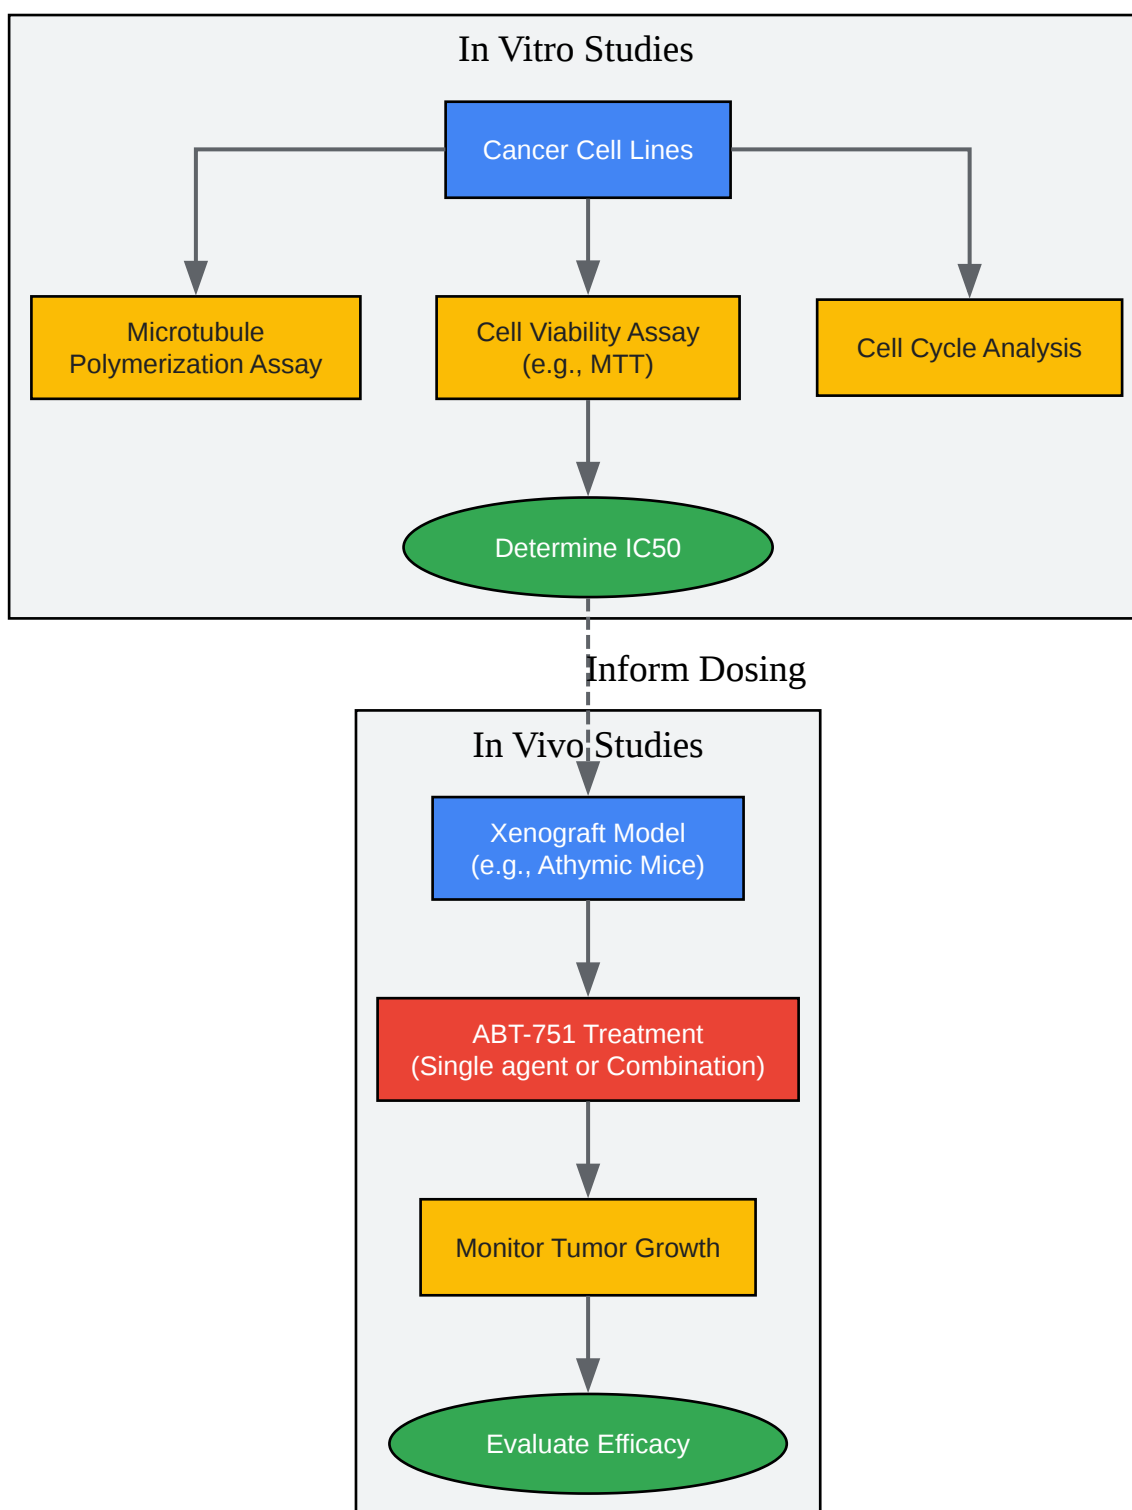 In Vitro Studies
Cancer Cell Lines
Microtubule
Polymerization Assay
Cell Viability Assay
(e.g., MTT)
Cell Cycle Analysis
Determine IC50
Inform Dosing
In Vivo Studies
Xenograft Model
(e.g., Athymic Mice)
ABT-751 Treatment
(Single agent or Combination)
Monitor Tumor Growth
Evaluate Efficacy